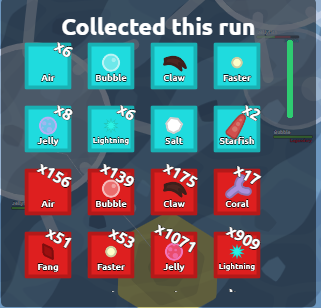 Collected this run
x6
Air
Bubble
Claw
Faster
x8
Jelly
x6
Lightning
Salt
x2
Starfish
x156
Air
x139
Bubble
x175
Claw
x17
Coral
x51
Fang
x53
Faster
x1071
Jelly
x909
Lightning